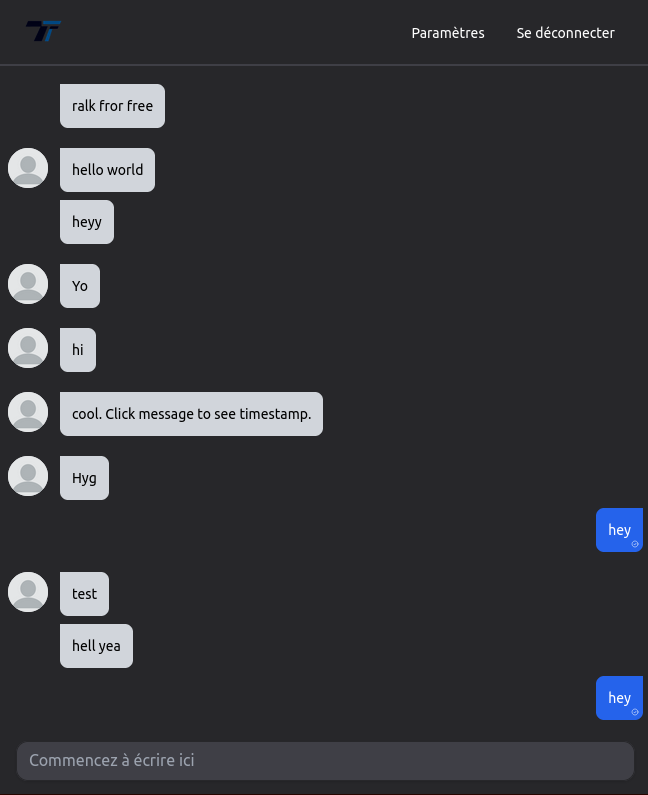 Paramètres Se déconnecter
ralk fror free
hello world
heyy
Yo
hi
cool. Click message to see timestamp.
Hyg
hey
test
hell yea
hey
Commencez à écrire ici